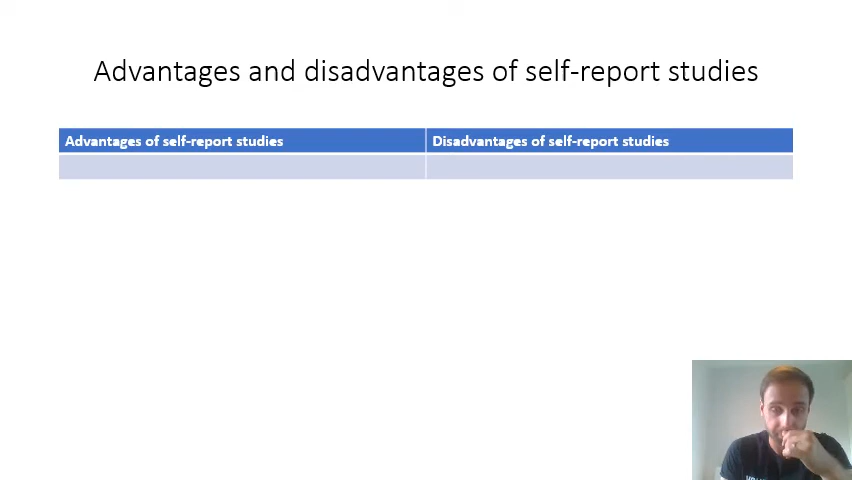 Advantages and disadvantages of self-report studies
Advantages of self-report studies
Disadvantages of self-report studies